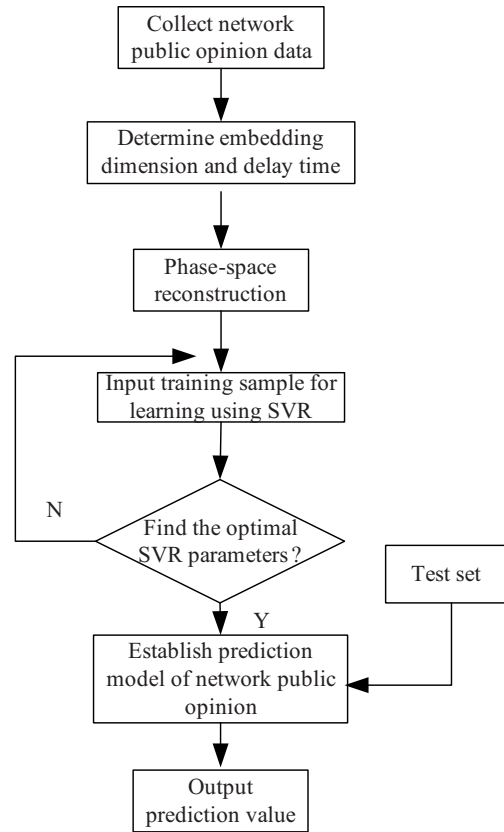 Collect network
public opinion data
Determine embedding
dimension and delay time
Phase-space
reconstruction
Input training sample for
learning using SVR
N
Find the optimal
SVR parameters?
Test set
Y
Establish prediction
model of network public
opinion
Output
prediction value